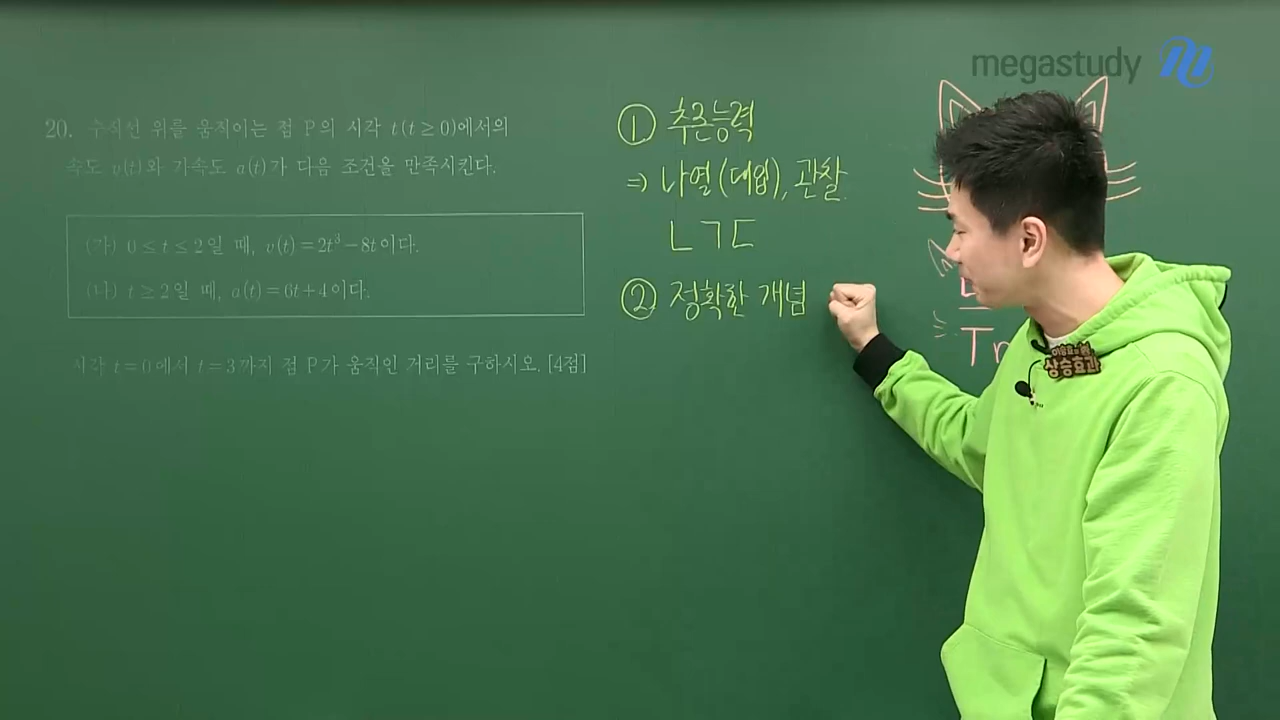 megastudy
20. 수직선 위를 움직이는 점 P의 시각 t(t ≥ 0)에서의
속도 v(t)와 가속도 a(t)가 다음 조건을 만족시킨다.
(가) 0 ≤ t ≤ 2일 때, v(t) = 2t³ − 8t이다.
(나) t ≥ 2일 때, a(t) = 6t + 4이다.
시각 t = 0에서 t = 3까지 점 P가 움직인 거리를 구하시오. [4점]
① 추론능력
⇒ 나열(대입), 관찰.
ㄴㄱㄷ
② 정확한 개념
상승효과